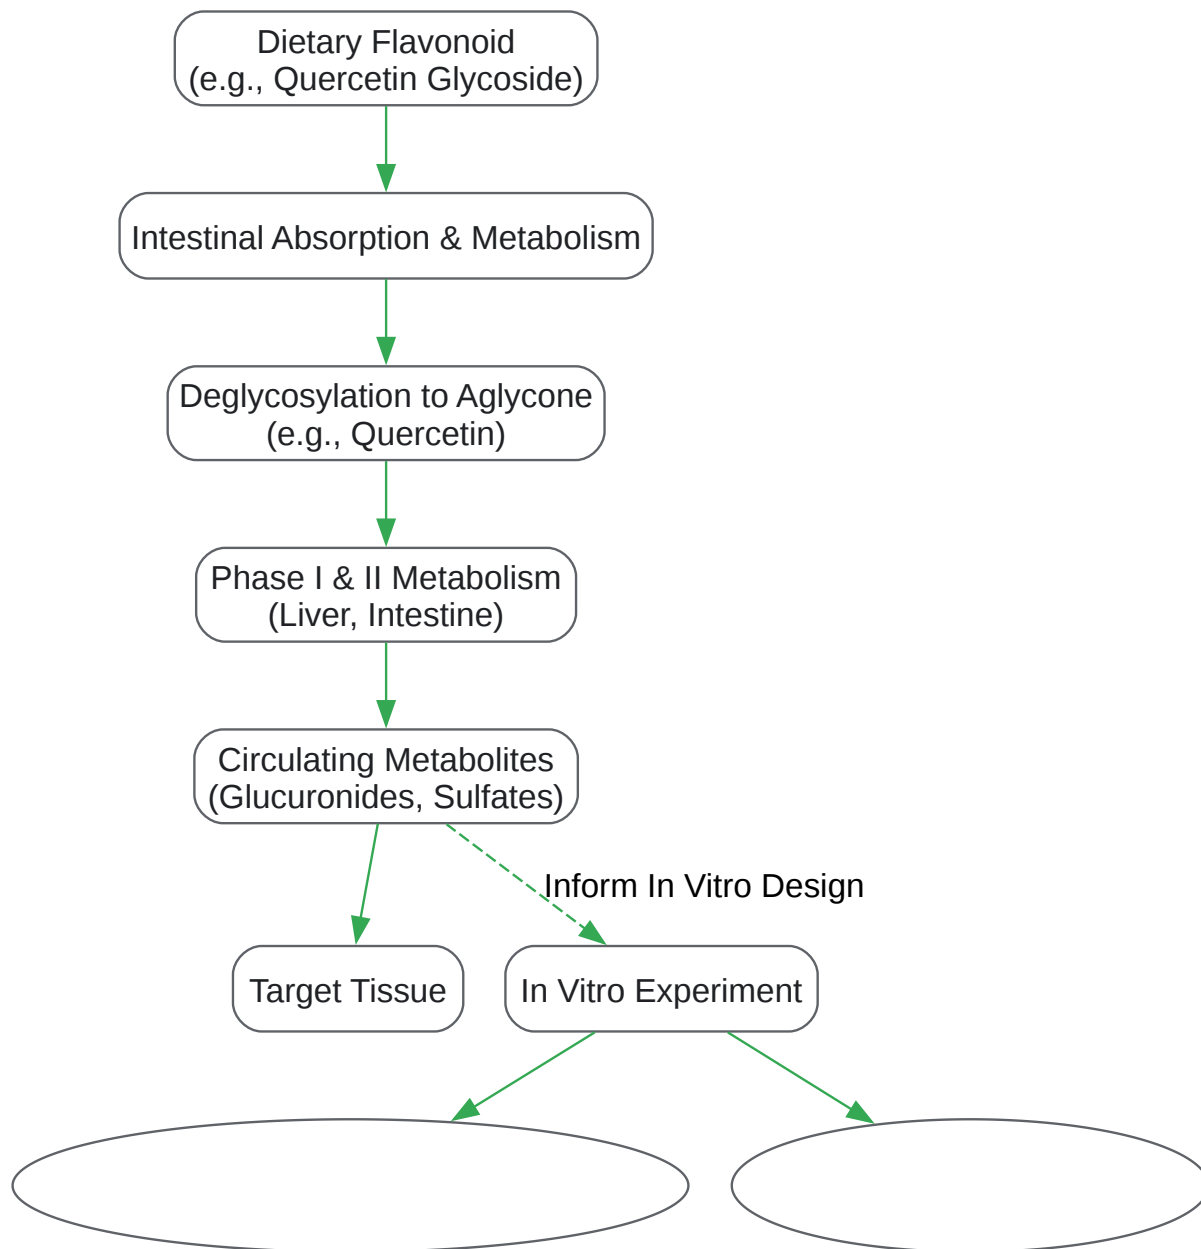 Dietary Flavonoid
(e.g., Quercetin Glycoside)
Intestinal Absorption & Metabolism
Deglycosylation to Aglycone
(e.g., Quercetin)
Phase I & II Metabolism
(Liver, Intestine)
Circulating Metabolites
(Glucuronides, Sulfates)
Inform In Vitro Design
Target Tissue
In Vitro Experiment